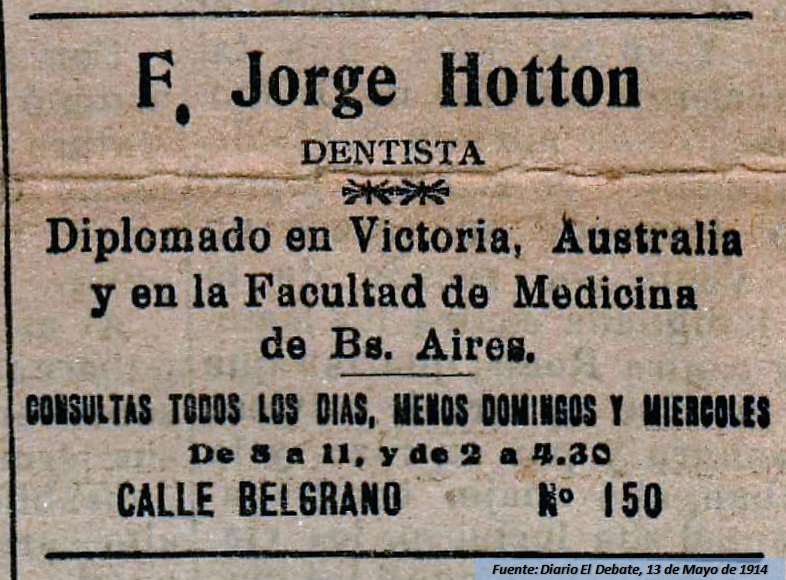 F. Jorge Hotton
DENTISTA
Diplomado en Victoria, Australia
y en la Facultad de Medicina
de Bs. Aires.
CONSULTAS TODOS LOS DIAS, MENOS DOMINGOS Y MIERCOLES
De 8 a 11, y de 2 a 4.30
CALLE BELGRANO Nº 150
Fuente: Diario El Debate, 13 de Mayo de 1914